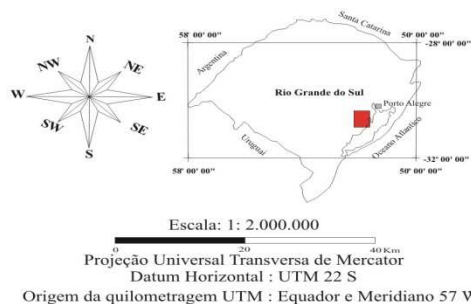 N
NW
NE
W
E
SW
SE
S
58 00' 00''
50 00' 00''
-28 00' 00''
Santa Catarina
Argentina
Rio Grande do Sul
Porto Alegre
Uruguai
Oceano Atlântico
-32 00' 00''
58 00' 00''
50 00' 00''
Escala: 1: 2.000.000
0 20 40 Km
Projeção Universal Transversa de Mercator
Datum Horizontal : UTM 22 S
Origem da quilometragem UTM : Equador e Meridiano 57 W